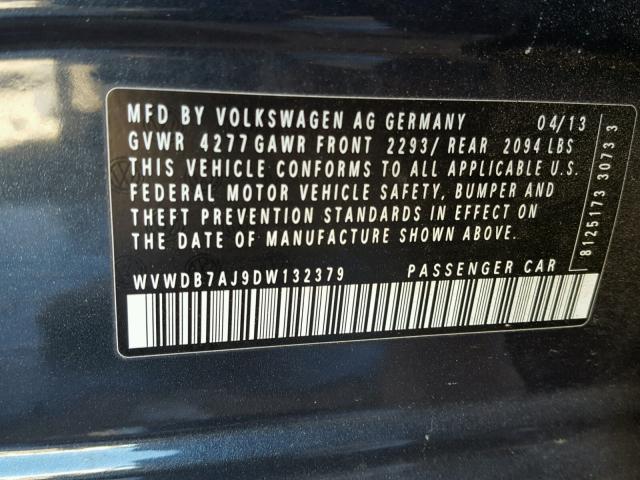 MFD BY VOLKSWAGEN AG GERMANY 04/13
GVWR 4277 GAWR FRONT 2293/ REAR 2094 LBS
THIS VEHICLE CONFORMS TO ALL APPLICABLE U.S.
FEDERAL MOTOR VEHICLE SAFETY, BUMPER AND
THEFT PREVENTION STANDARDS IN EFFECT ON
THE DATE OF MANUFACTURE SHOWN ABOVE.
WVWDB7AJ9DW132379 PASSENGER CAR
8125173 3073 3